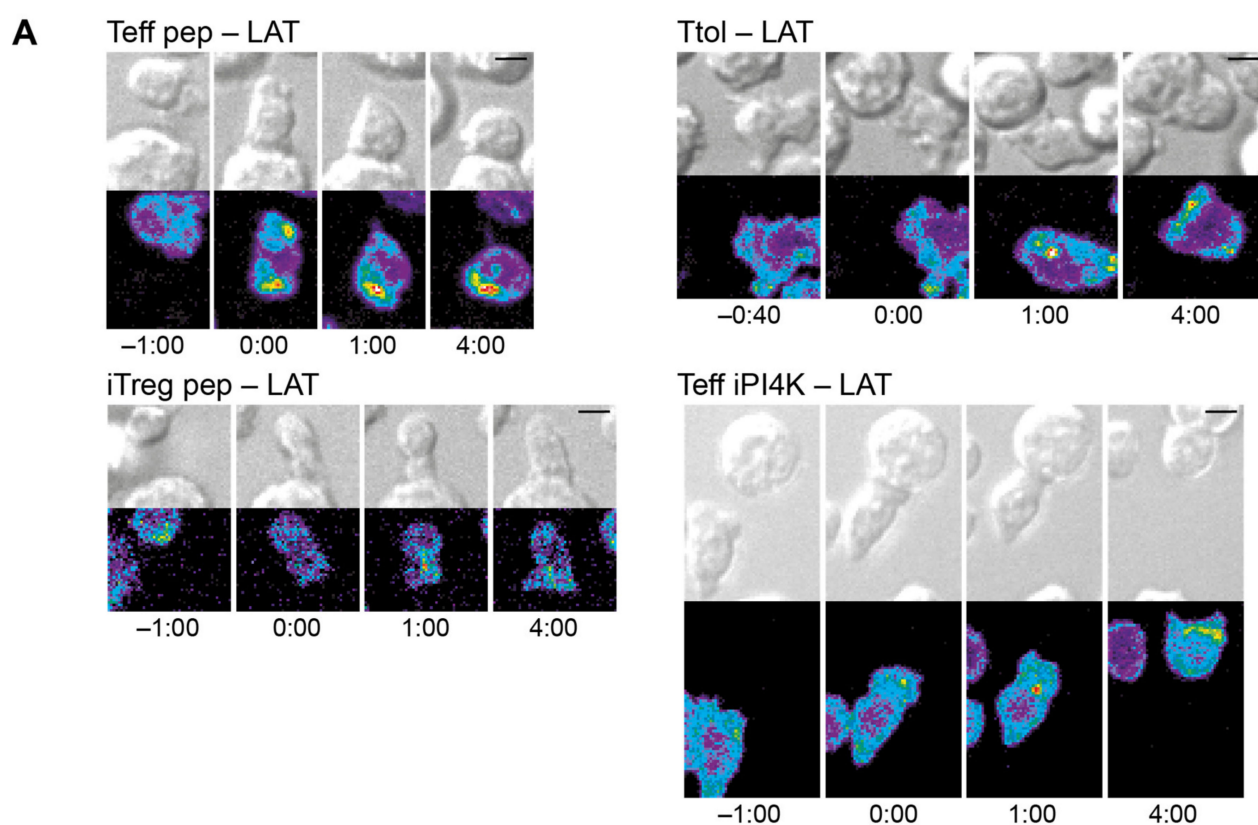 A
Teff pep – LAT
–1:00 0:00 1:00 4:00
iTreg pep – LAT
–1:00 0:00 1:00 4:00
Ttol – LAT
–0:40 0:00 1:00 4:00
Teff iPI4K – LAT
–1:00 0:00 1:00 4:00